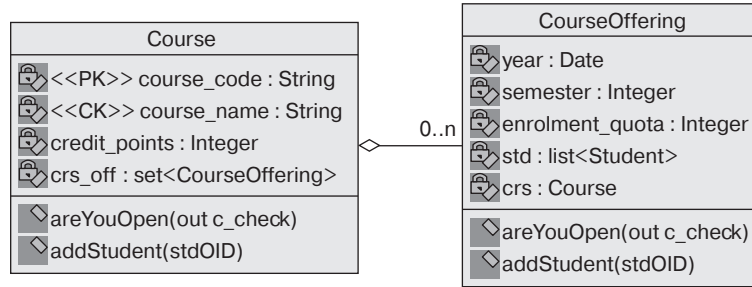 Course
<<PK>> course_code : String
<<CK>> course_name : String
credit_points : Integer
crs_off : set<CourseOffering>
areYouOpen(out c_check)
addStudent(stdOID)
0..n
CourseOffering
year : Date
semester : Integer
enrolment_quota : Integer
std : list<Student>
crs : Course
areYouOpen(out c_check)
addStudent(stdOID)